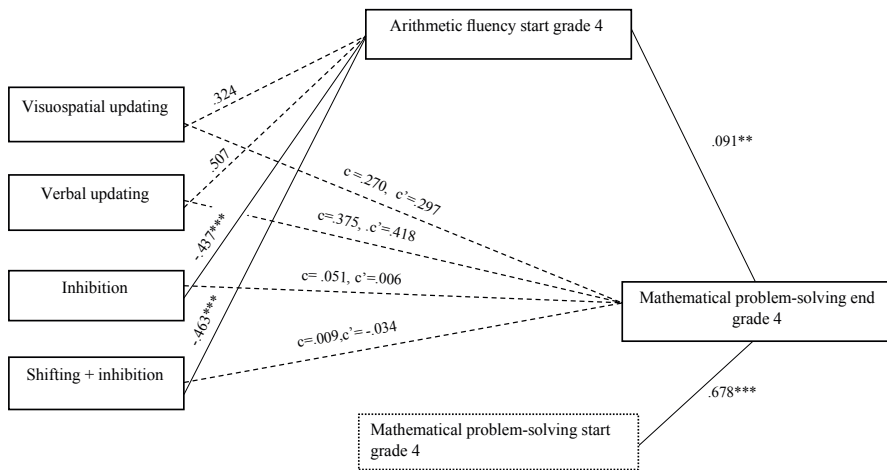 Arithmetic fluency start grade 4
Visuospatial updating
.324
.091**
.507
c =.270, c’=.297
Verbal updating
c=.375, .c’=.418
-.437***
Inhibition
c= .051, c’=.006
Mathematical problem-solving end
grade 4
-.463***
c=.009,c’= -.034
Shifting + inhibition
.678***
Mathematical problem-solving start
grade 4